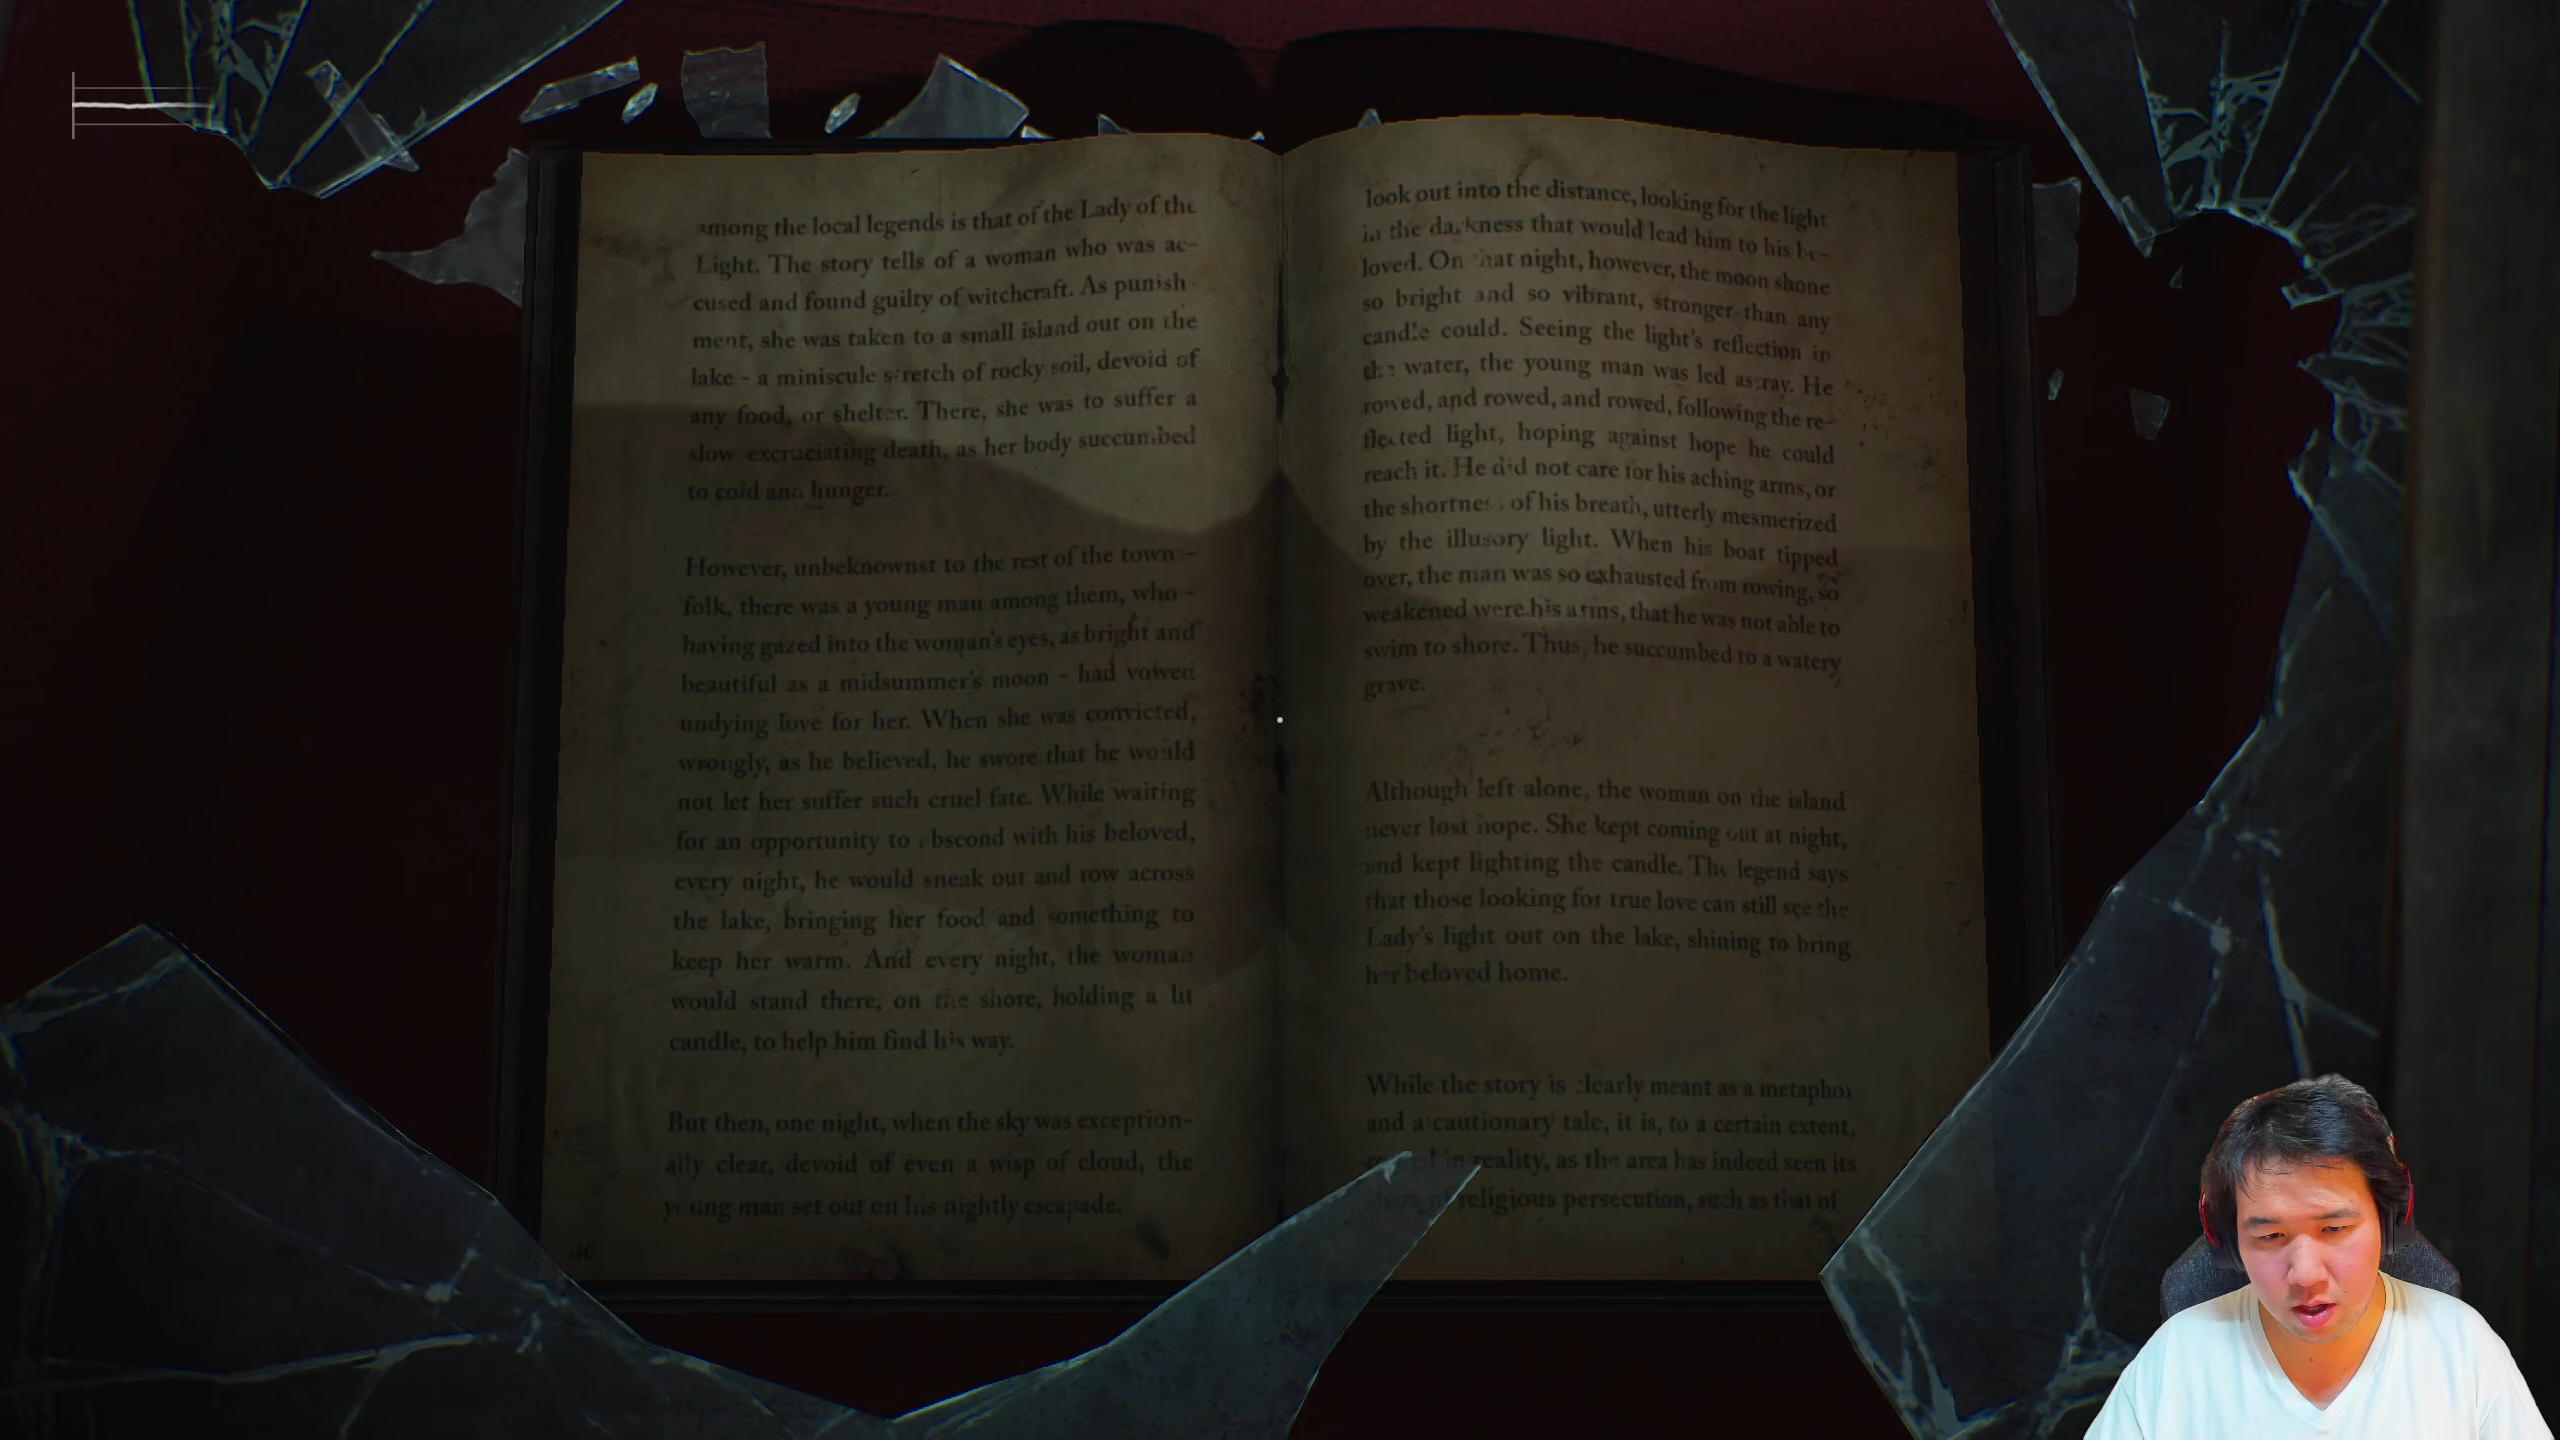 among the local legends is that of the Lady of the
Light. The story tells of a woman who was ac-
cused and found guilty of witchcraft. As punish-
ment, she was taken to a small island out on the
lake - a miniscule stretch of rocky soil, devoid of
any food, or shelter. There, she was to suffer a
slow excruciating death, as her body succumbed
to cold and hunger.
However, unbeknownst to the rest of the towns-
folk, there was a young man among them, who -
having gazed into the woman's eyes, as bright and
beautiful as a midsummer's moon - had vowed
undying love for her. When she was convicted,
wrongly, as he believed, he swore that he would
not let her suffer such cruel fate. While waiting
for an opportunity to abscond with his beloved,
every night, he would sneak out and row across
the lake, bringing her food and something to
keep her warm. And every night, the woman
would stand there, on the shore, holding a lit
candle, to help him find his way.
But then, one night, when the sky was exception-
ally clear, devoid of even a wisp of cloud, the
young man set out on his nightly escapade.
46
look out into the distance, looking for the light
in the darkness that would lead him to his be-
loved. On that night, however, the moon shone
so bright and so vibrant, stronger than any
candle could. Seeing the light's reflection in
the water, the young man was led astray. He
rowed, and rowed, and rowed, following the re-
flected light, hoping against hope he could
reach it. He did not care for his aching arms, or
the shortness of his breath, utterly mesmerized
by the illusory light. When his boat tipped
over, the man was so exhausted from rowing, so
weakened were his arms, that he was not able to
swim to shore. Thus, he succumbed to a watery
grave.
Although left alone, the woman on the island
never lost hope. She kept coming out at night,
and kept lighting the candle. The legend says
that those looking for true love can still see the
Lady's light out on the lake, shining to bring
her beloved home.
While the story is clearly meant as a metaphor
and a cautionary tale, it is, to a certain extent,
rooted in reality, as the area has indeed seen its
share of religious persecution, such as that of